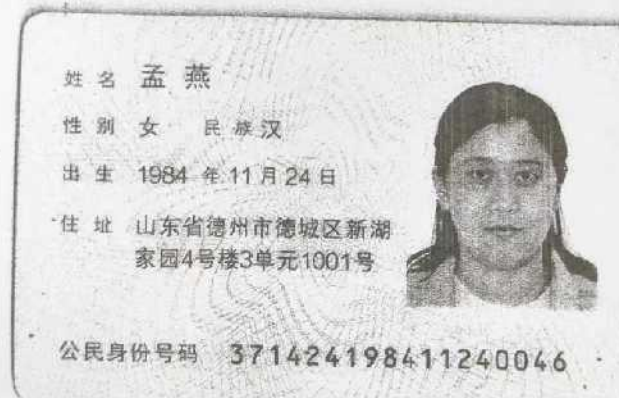 姓名 孟燕
性别 女 民族 汉
出生 1984 年 11 月 24 日
住址 山东省德州市德城区新湖
家园4号楼3单元1001号
公民身份号码 371424198411240046